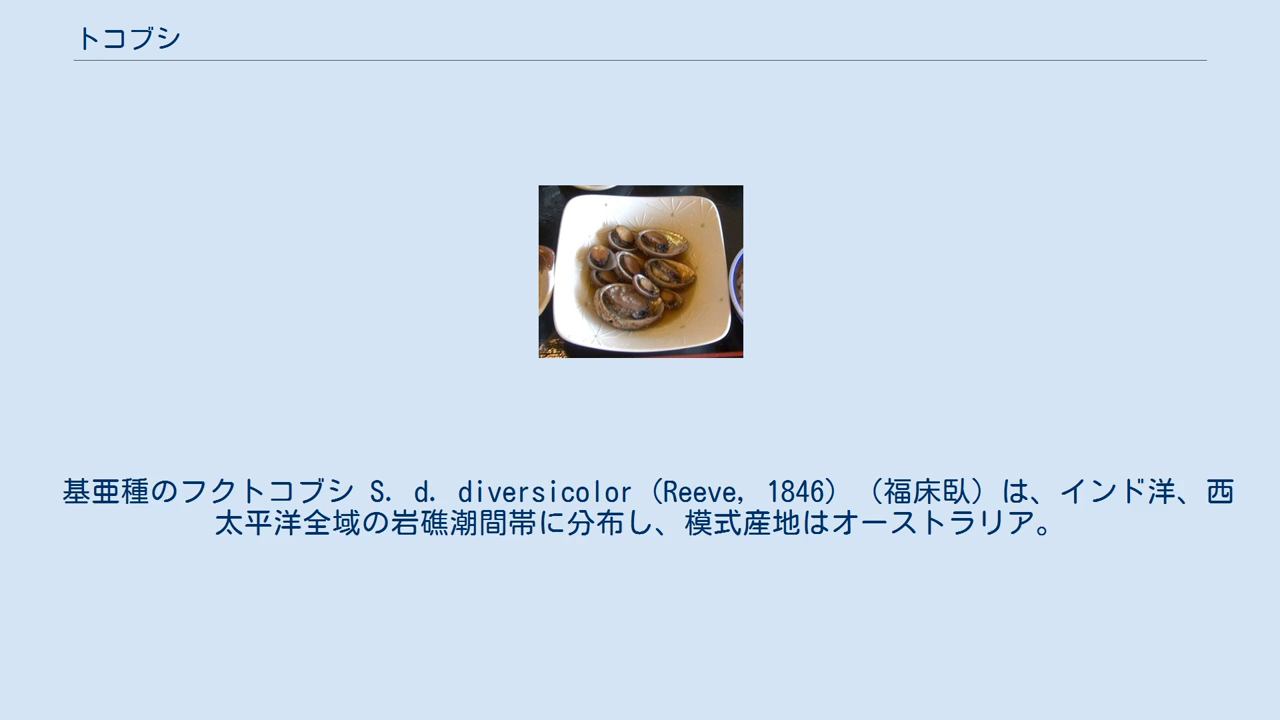 トコブシ
基亜種のフクトコブシ S. d. diversicolor (Reeve, 1846) (福床臥) は、インド洋、西
太平洋全域の岩礁潮間帯に分布し、模式産地はオーストラリア。